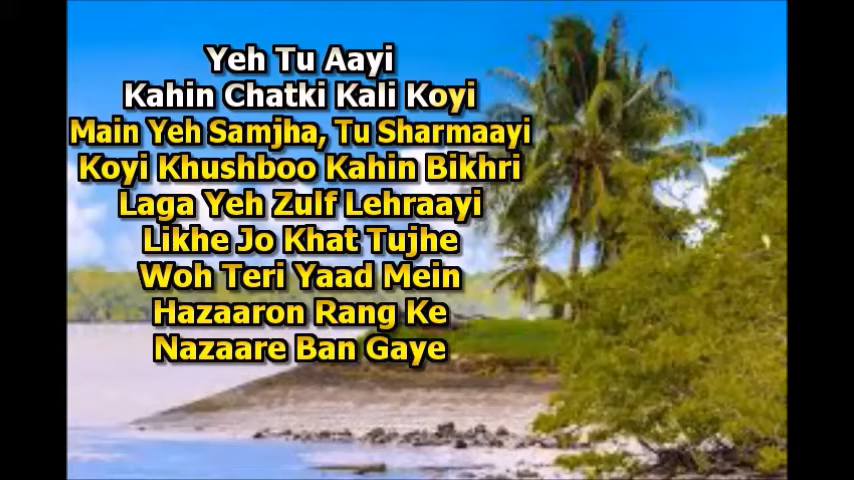 Yeh Tu Aayi
Kahin Chatki Kali Koyi
Main Yeh Samjha, Tu Sharmaayi
Koyi Khushboo Kahin Bikhri
Laga Yeh Zulf Lehraayi
Likhe Jo Khat Tujhe
Woh Teri Yaad Mein
Hazaaron Rang Ke
Nazaare Ban Gaye